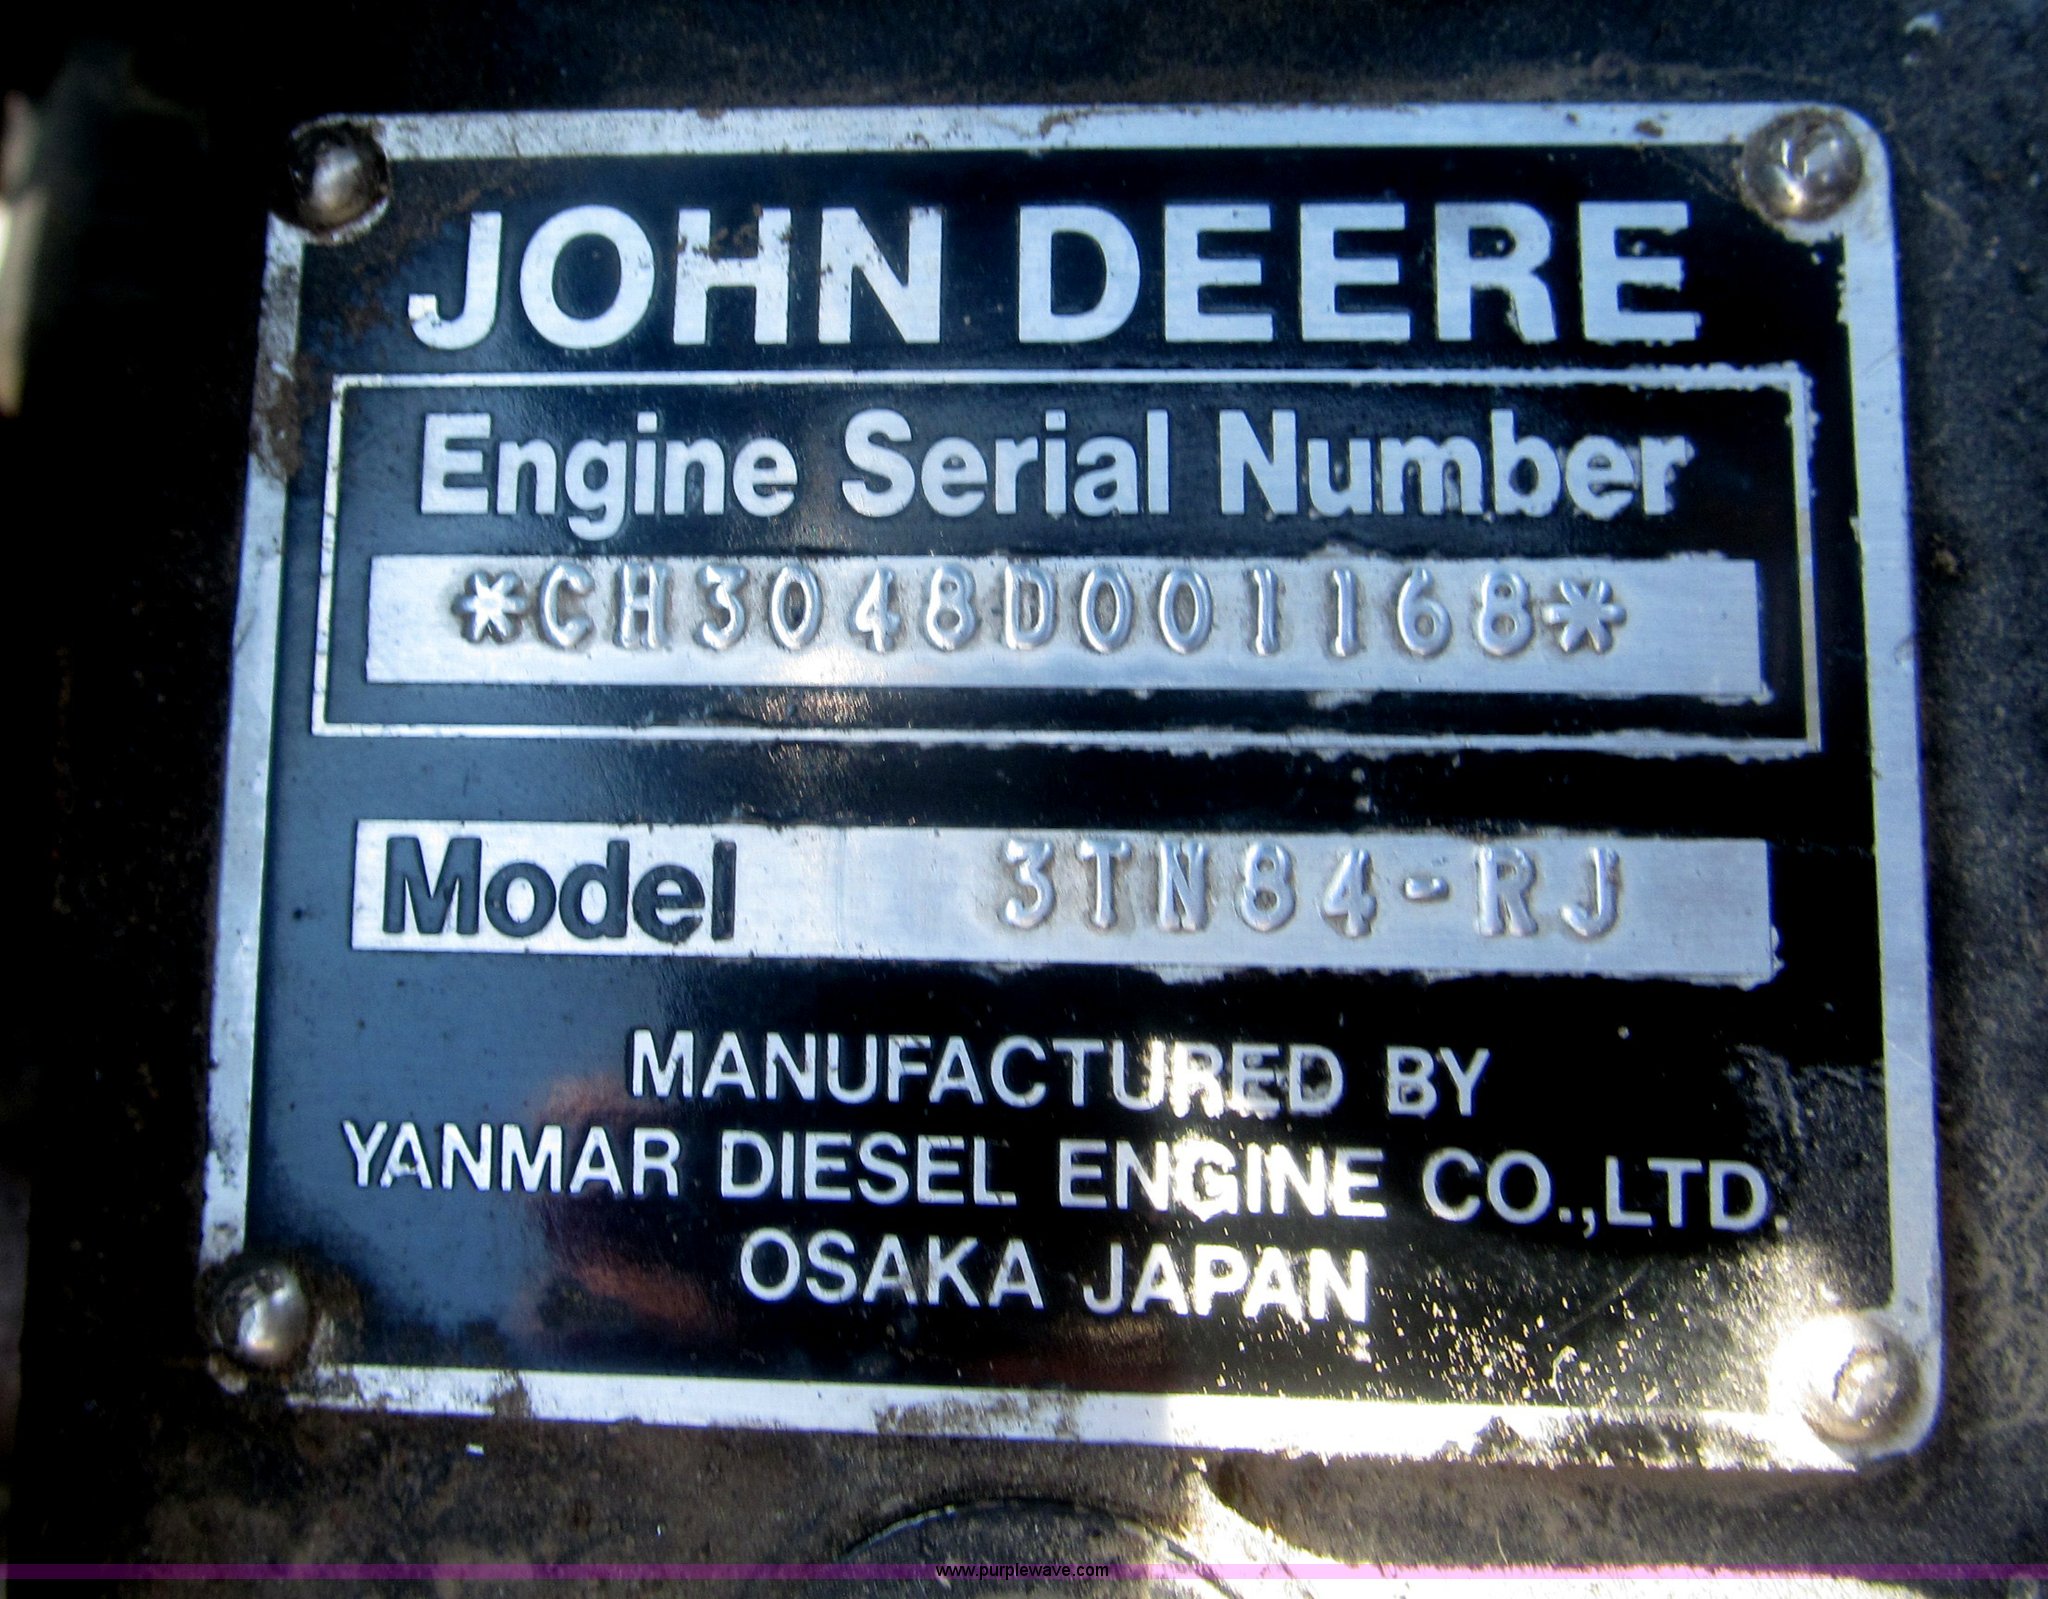 JOHN DEERE
Engine Serial Number
*CH3048D001168*
Model 3TN84-RJ
MANUFACTURED BY
YANMAR DIESEL ENGINE CO.,LTD.
OSAKA JAPAN
www.purplewave.com